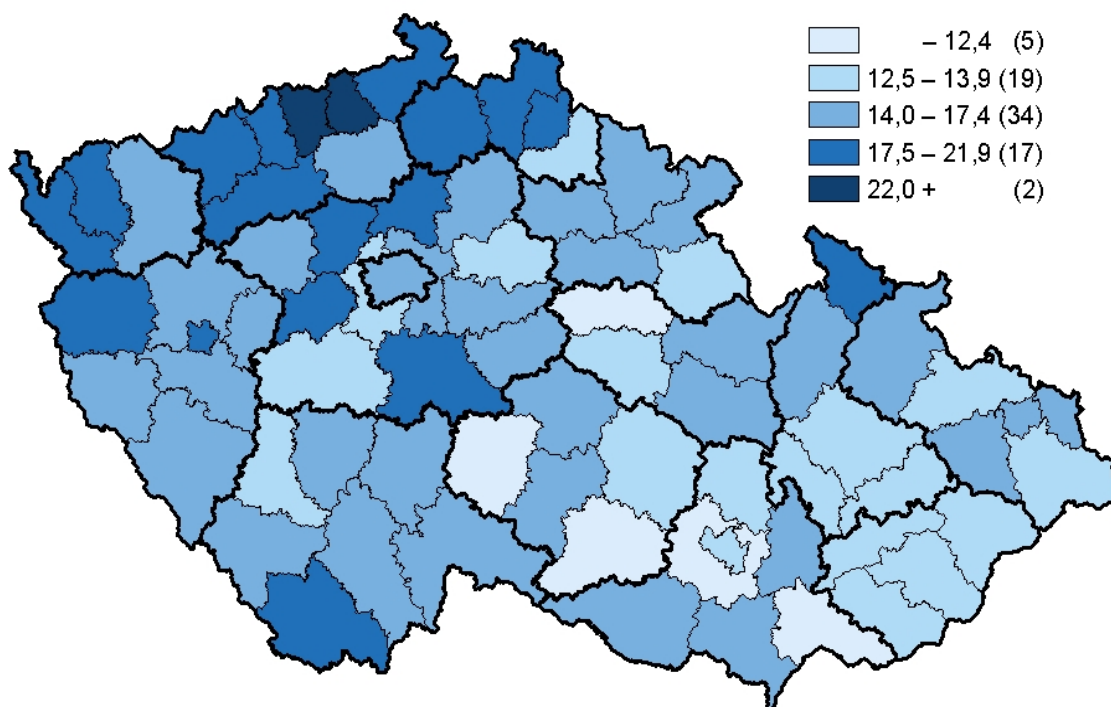 – 12,4 (5)
12,5 – 13,9 (19)
14,0 – 17,4 (34)
17,5 – 21,9 (17)
22,0 + (2)